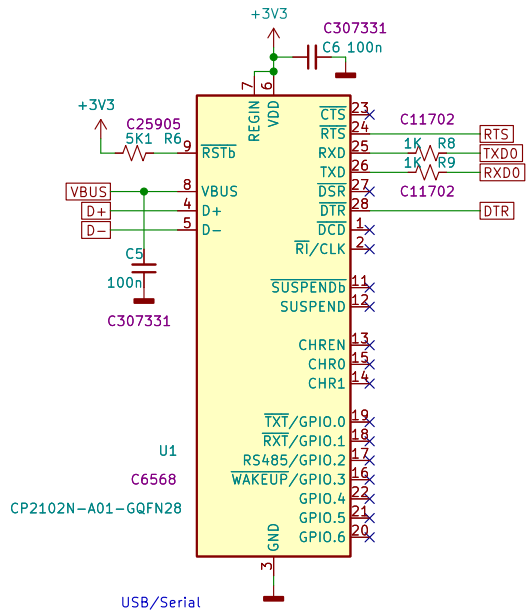 +3V3
C307331
C6 100n
7 6
REGIN
VDD
+3V3
C25905
5K1 R6
9 RSTb
VBUS 8 VBUS
D+ 4 D+
D- 5 D-
C5
100n
C307331
CTS 23
RTS 24
RXD 25
TXD 26
DSR 27
DTR 28
DCD 1
RI/CLK 2
SUSPENDb 11
SUSPEND 12
CHREN 13
CHR0 15
CHR1 14
TXT/GPIO.0 19
RXT/GPIO.1 18
RS485/GPIO.2 17
WAKEUP/GPIO.3 16
GPIO.4 22
GPIO.5 21
GPIO.6 20
C11702
RTS
1K R8
TXD0
1K R9
RXD0
C11702
DTR
U1
C6568
CP2102N-A01-GQFN28
GND
3
USB/Serial